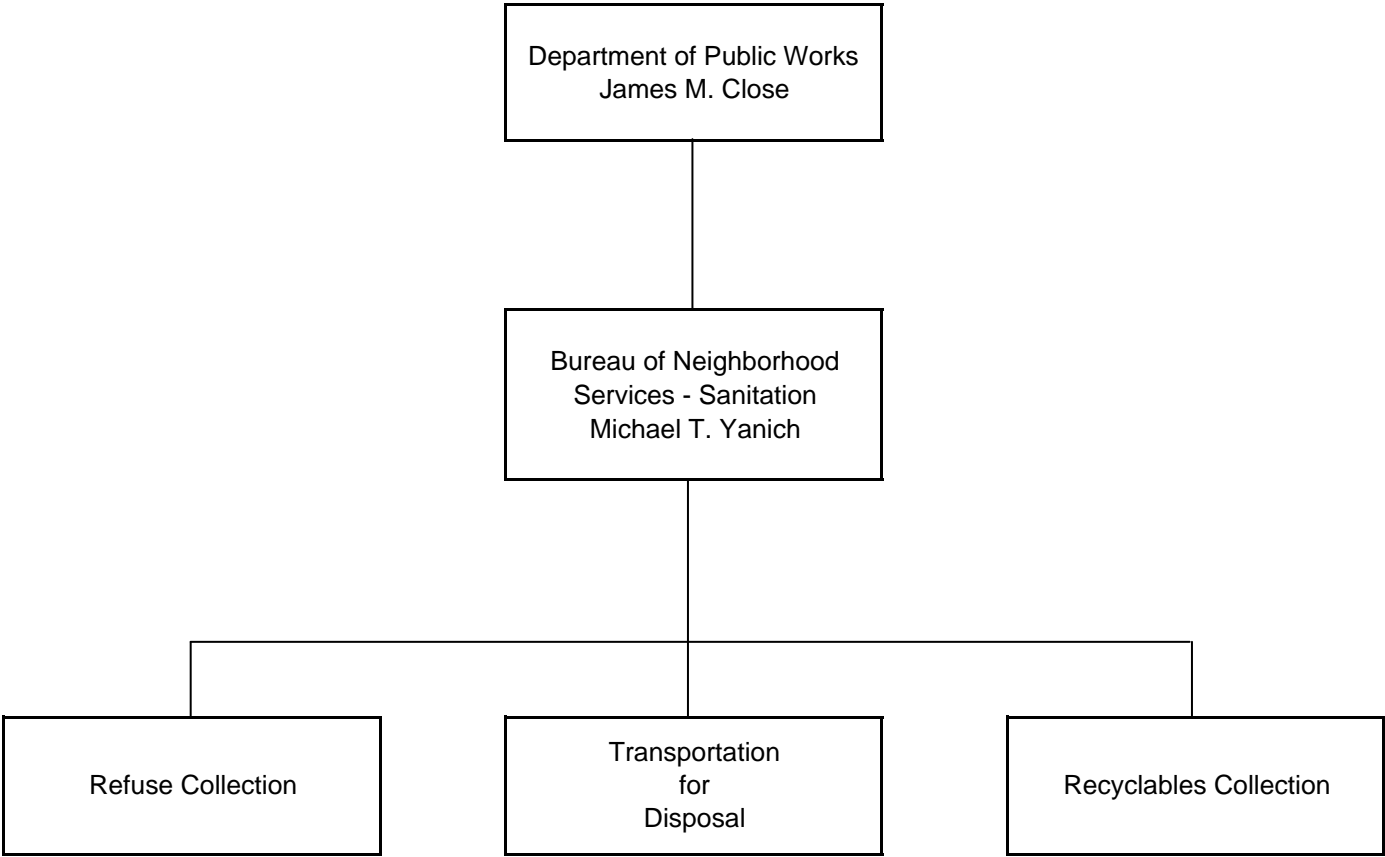 Department of Public Works
James M. Close
Bureau of Neighborhood
Services - Sanitation
Michael T. Yanich
Refuse Collection
Transportation
for
Disposal
Recyclables Collection